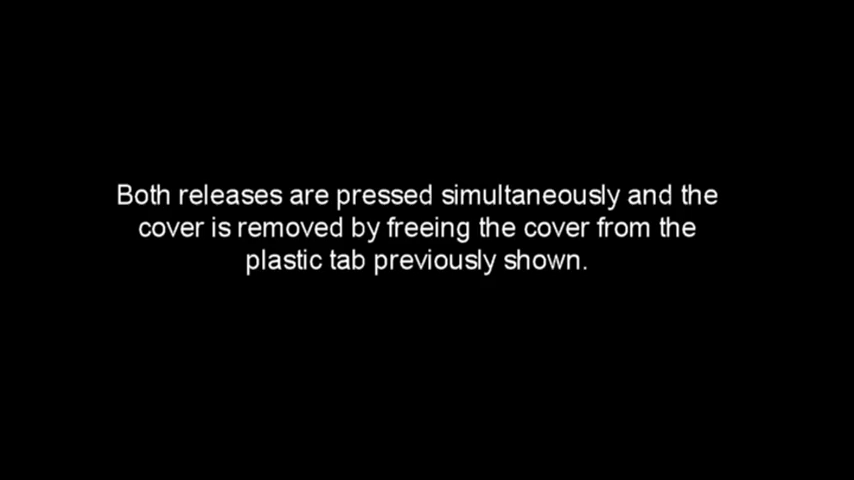 Both releases are pressed simultaneously and the
cover is removed by freeing the cover from the
plastic tab previously shown.